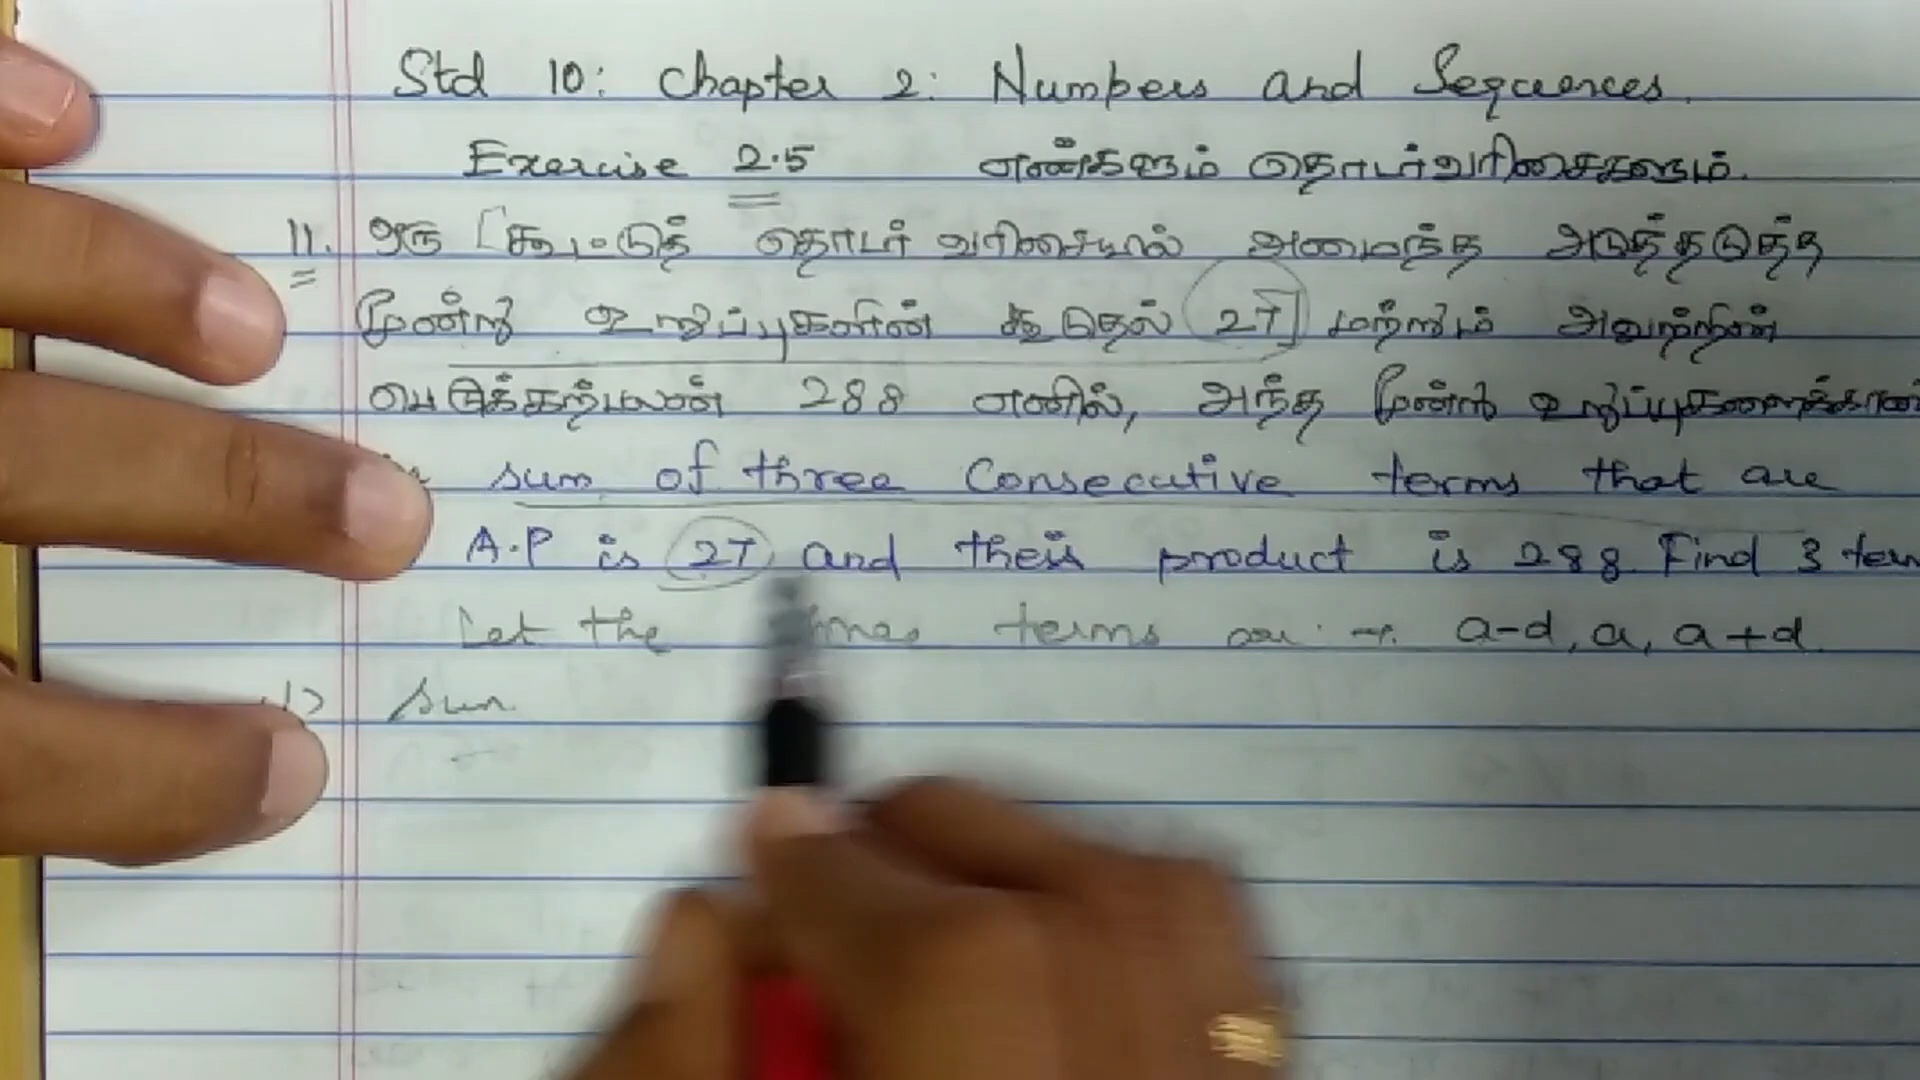 Std 10: Chapter 2: Numbers and Sequences.
Exercise 2.5 எண்களும் தொடர்வரிசைகளும்.
11. ஒரு [கூட்டுத் தொடர் வரிசையில் அமைந்த அடுத்தடுத்த
மூன்று உறுப்புகளின் கூடுதல் 27] மற்றும் அவற்றின்
பெருக்கற்பலன் 288 எனில், அந்த மூன்று உறுப்புகளைக்காண்
sum of three Consecutive terms that are
A.P is 27 and their product is 288. Find 3
Let the terms are → a-d, a, a+d.
sum